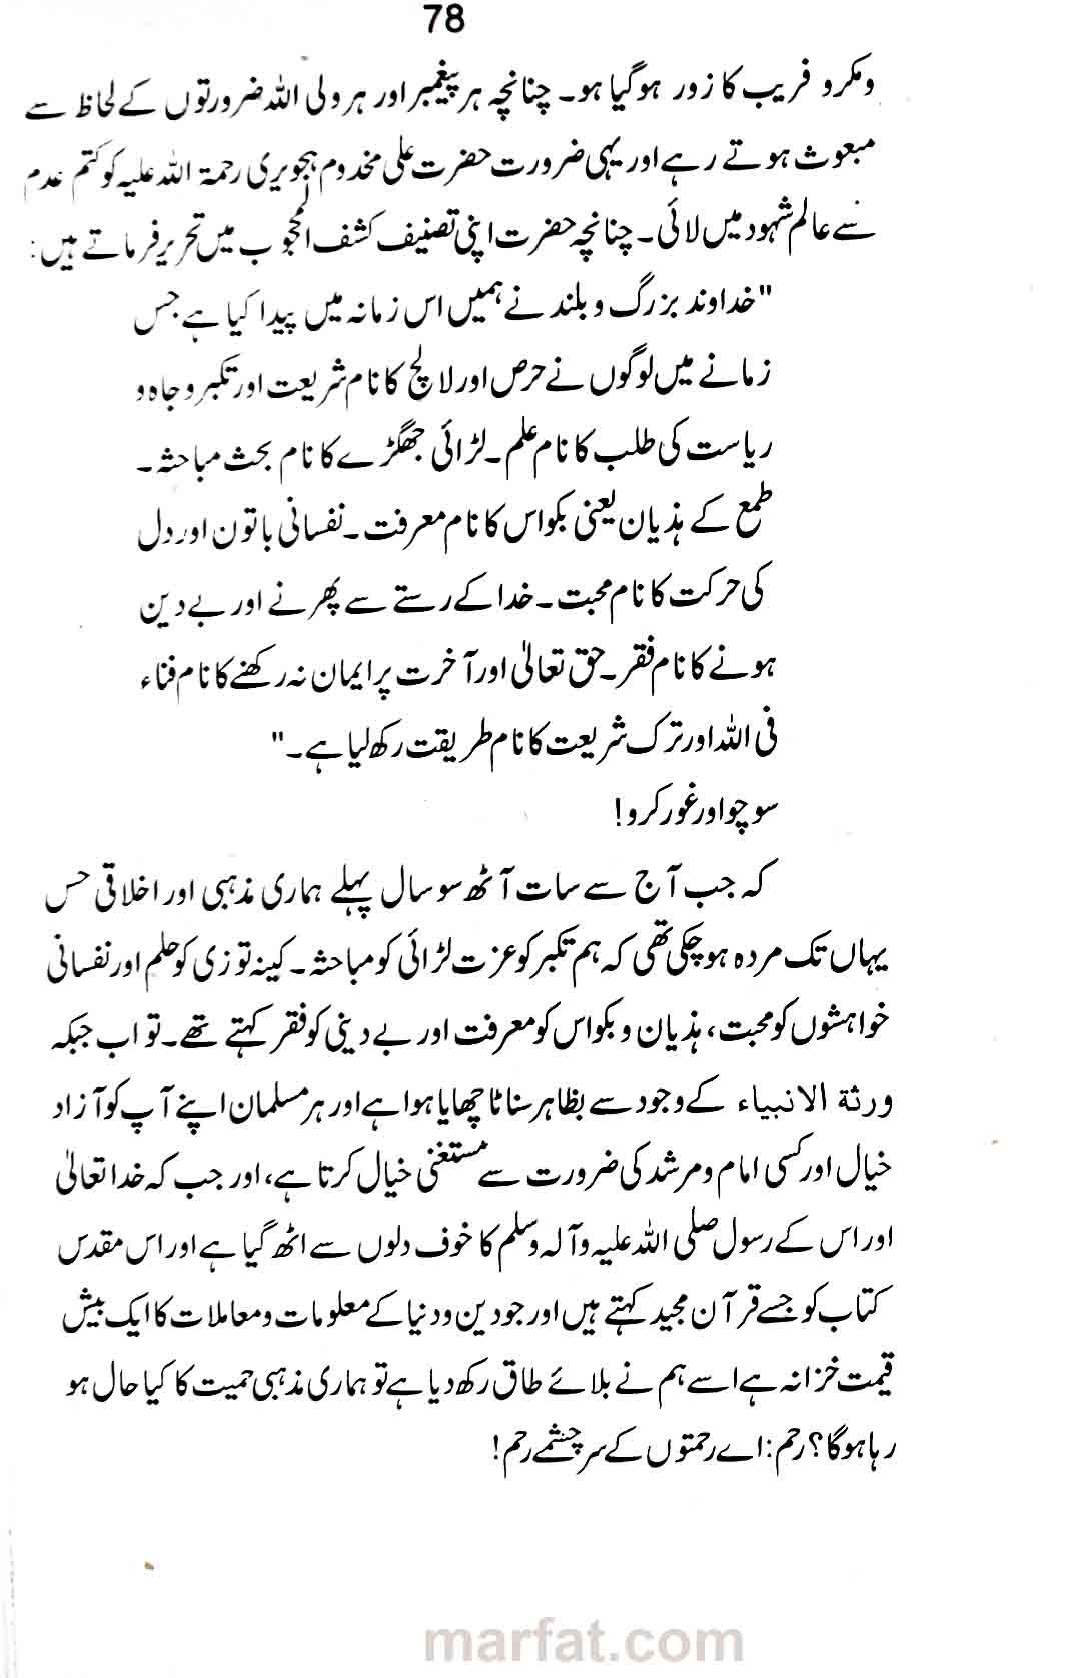 78
و مکر و فریب کا زور ہوگیا ہو۔ چنانچہ ہر پیغمبر اور ہر ولی اللہ ضرورتوں کے لحاظ سے
مبعوث ہوتے رہے اور یہی ضرورت حضرت علی مخدوم ہجویری رحمۃ اللہ علیہ کو کتم عدم
سے عالم شہود میں لائی۔ چنانچہ حضرت اپنی تصنیف کشف المحجوب میں تحریر فرماتے ہیں:
"خداوند بزرگ و بلند نے ہمیں اس زمانہ میں پیدا کیا ہے جس
زمانے میں لوگوں نے حرص اور لالچ کا نام شریعت اور تکبر و جاہ و
ریاست کی طلب کا نام علم۔ لڑائی جھگڑے کا نام بحث مباحثہ۔
طمع کے ہذیان یعنی بکواس کا نام معرفت۔ نفسانی باتون اور دل
کی حرکت کا نام محبت۔ خدا کے رستے سے پھرنے اور بے دین
ہونے کا نام فقر۔ حق تعالیٰ اور آخرت پر ایمان نہ رکھنے کا نام فناء
فی اللہ اور ترک شریعت کا نام طریقت رکھ لیا ہے۔"
سوچو اور غور کرو!
کہ جب آج سے سات آٹھ سو سال پہلے ہماری مذہبی اور اخلاقی حس
یہاں تک مردہ ہوچکی تھی کہ ہم تکبر کو عزت لڑائی کو مباحثہ۔ کینہ توزی کو حلم اور نفسانی
خواہشوں کو محبت، ہذیان و بکواس کو معرفت اور بے دینی کو فقر کہتے تھے۔ تو اب جبکہ
ورثة الانبیاء کے وجود سے بظاہر سناٹا چھایا ہوا ہے اور ہر مسلمان اپنے آپ کو آزاد
خیال اور کسی امام و مرشد کی ضرورت سے مستغنی خیال کرتا ہے، اور جب کہ خدا تعالیٰ
اور اس کے رسول صلی اللہ علیہ وآلہ وسلم کا خوف دلوں سے اٹھ گیا ہے اور اس مقدس
کتاب کو جسے قرآن مجید کہتے ہیں اور جو دین و دنیا کے معلومات و معاملات کا ایک بیش
قیمت خزانہ ہے اسے ہم نے بلائے طاق رکھ دیا ہے تو ہماری مذہبی حمیت کا کیا حال ہو
رہا ہوگا؟ رحم: اے رحمتوں کے سرچشمے رحم!
marfat.com